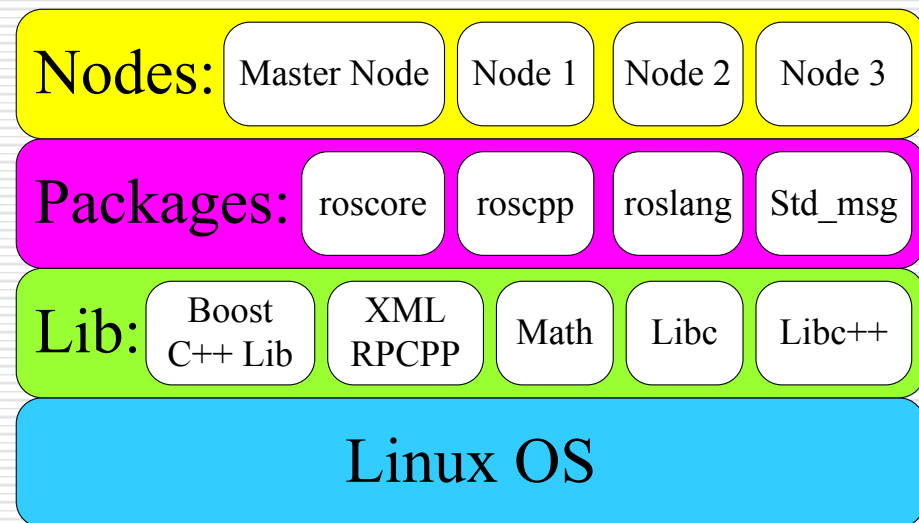 Nodes: Master Node Node 1 Node 2 Node 3
Packages: roscore roscpp roslang Std_msg
Lib:
Boost
C++ Lib
XML
RPCPP
Math
Libc
Libc++
Linux OS